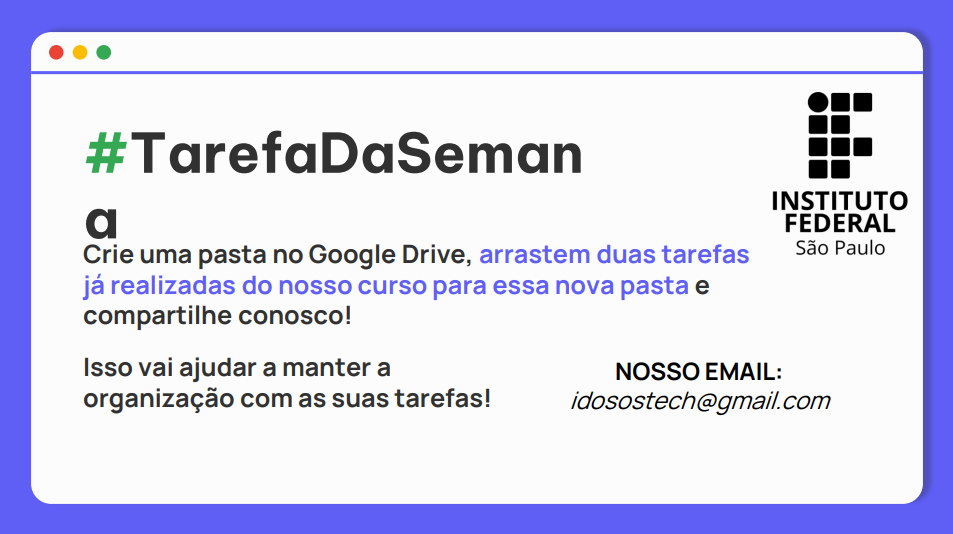 #TarefaDaSeman
a
INSTITUTO
FEDERAL
São Paulo
Crie uma pasta no Google Drive, arrastem duas tarefas
já realizadas do nosso curso para essa nova pasta e
compartilhe conosco!
Isso vai ajudar a manter a
organização com as suas tarefas!
NOSSO EMAIL:
idosostech@gmail.com